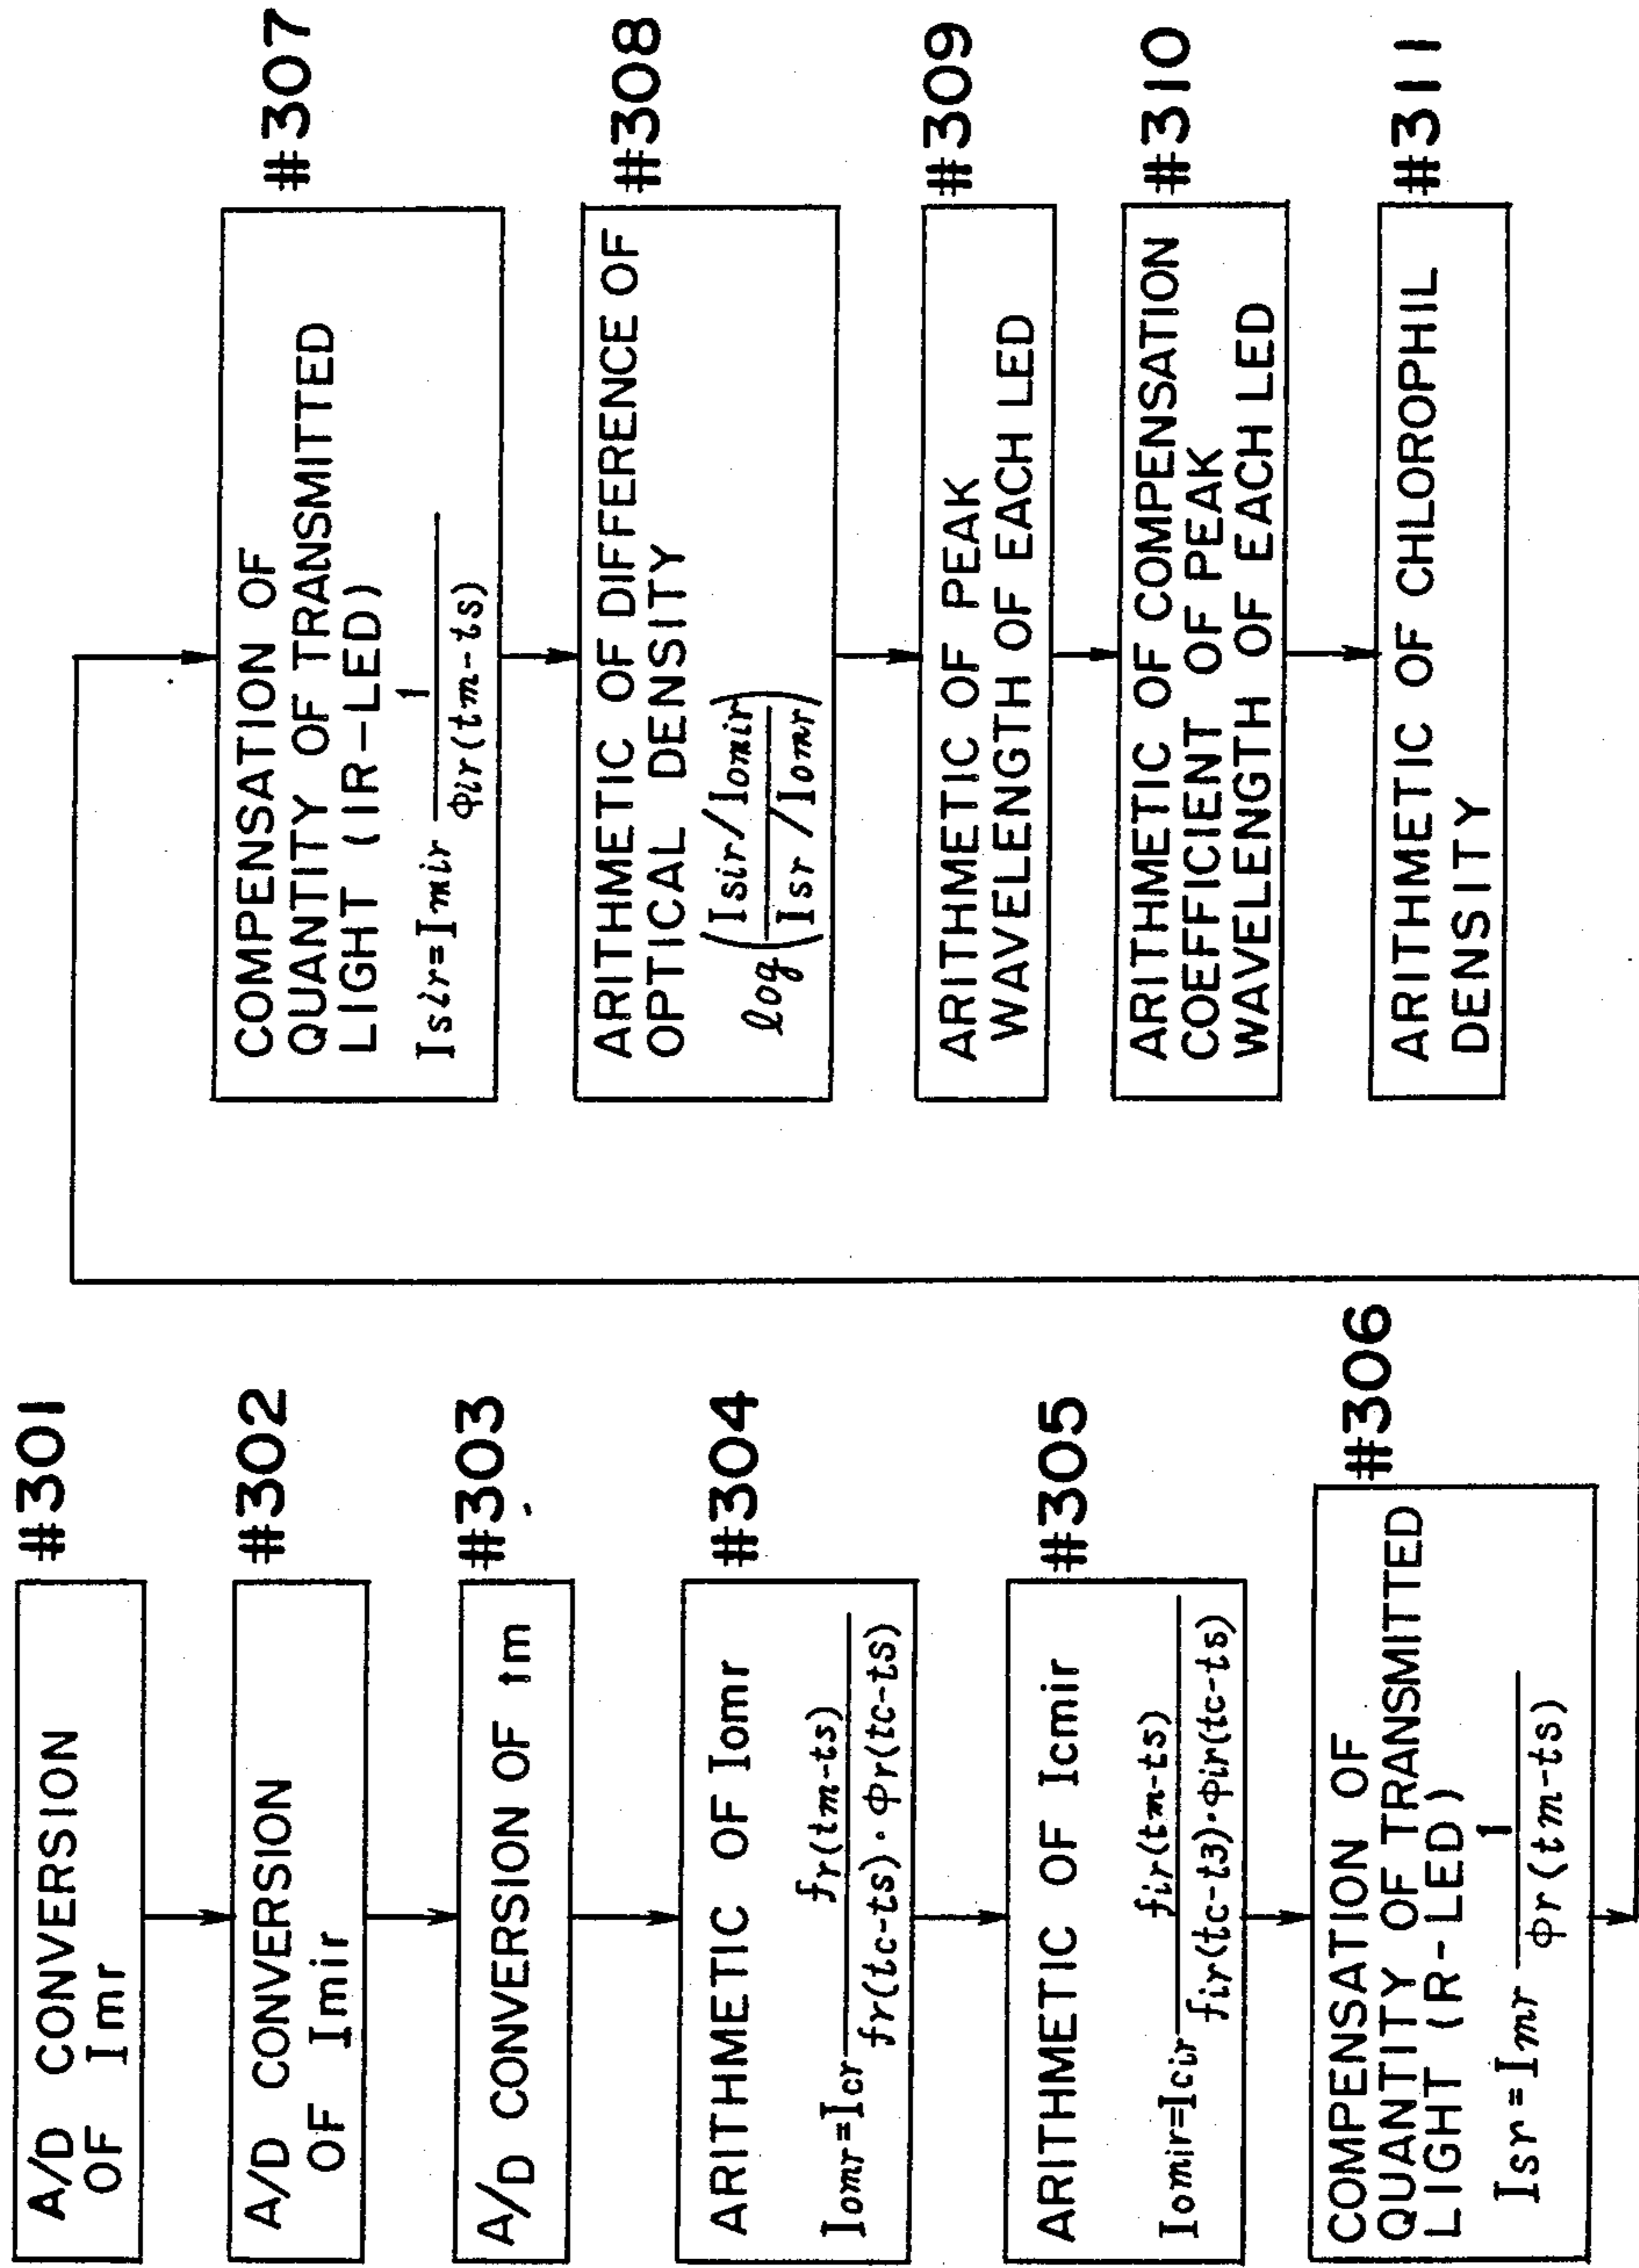 #301
A/D CONVERSION
OF Imr
#302
A/D CONVERSION
OF Imir
#303
A/D CONVERSION OF tm
#304
ARITHMETIC OF Iomr
Iomr=Icr fr(tm-ts) / fr(tc-ts)·φr(tc-ts)
#305
ARITHMETIC OF Icmir
Iomir=Icir fir(tm-ts) / fir(tc-t3)·φir(tc-ts)
#306
COMPENSATION OF
QUANTITY OF TRANSMITTED
LIGHT (R-LED)
Isr=Imr 1 / φr(tm-ts)
#307
COMPENSATION OF
QUANTITY OF TRANSMITTED
LIGHT (IR-LED)
Isir=Imir 1 / φir(tm-ts)
#308
ARITHMETIC OF DIFFERENCE OF
OPTICAL DENSITY
log (Isir/Iomir / Isr/Iomr)
#309
ARITHMETIC OF PEAK
WAVELENGTH OF EACH LED
#310
ARITHMETIC OF COMPENSATION
COEFFICIENT OF PEAK
WAVELENGTH OF EACH LED
#311
ARITHMETIC OF CHLOROPHIL
DENSITY